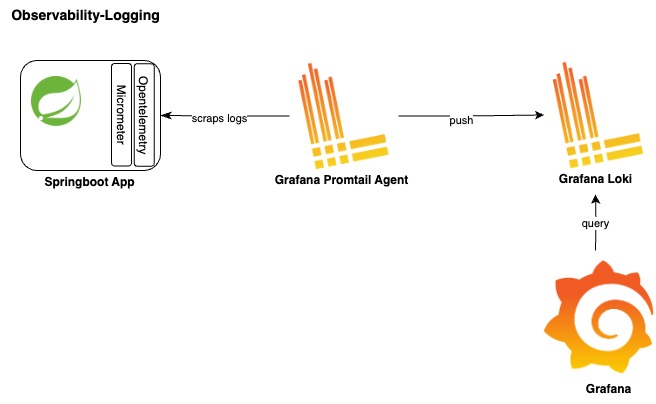 Observability-Logging
Micrometer
Opentelemetry
scraps logs
push
Springboot App
Grafana Promtail Agent
Grafana Loki
query
Grafana